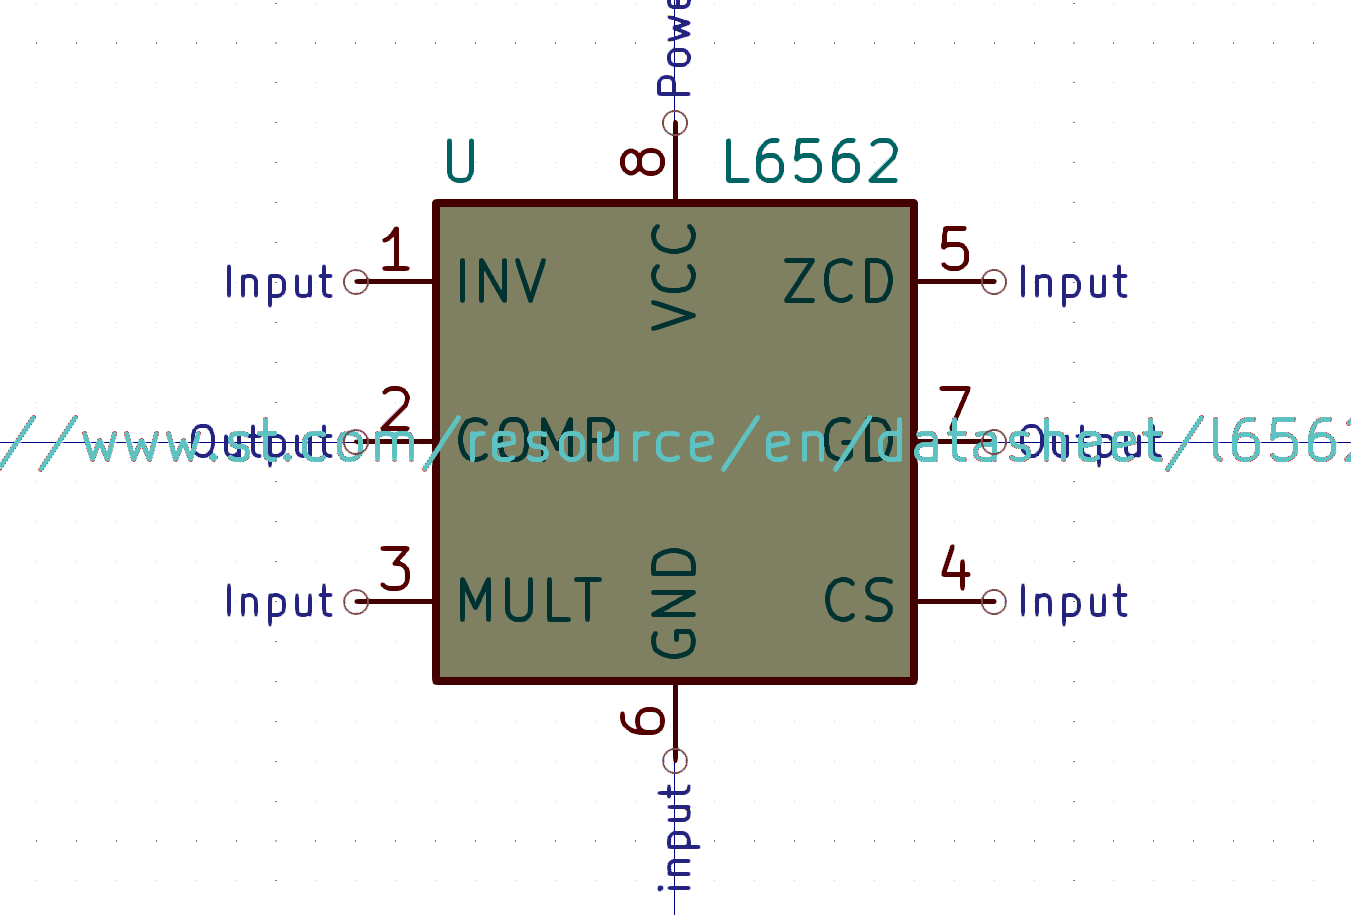 Powe
U
8
L6562
1
VCC
5
Input
INV
ZCD
Input
2
7
Output
COMP
GD
Output
//www.st.com/resource/en/datasheet/l6562
3
4
Input
MULT
GND
CS
Input
6
input